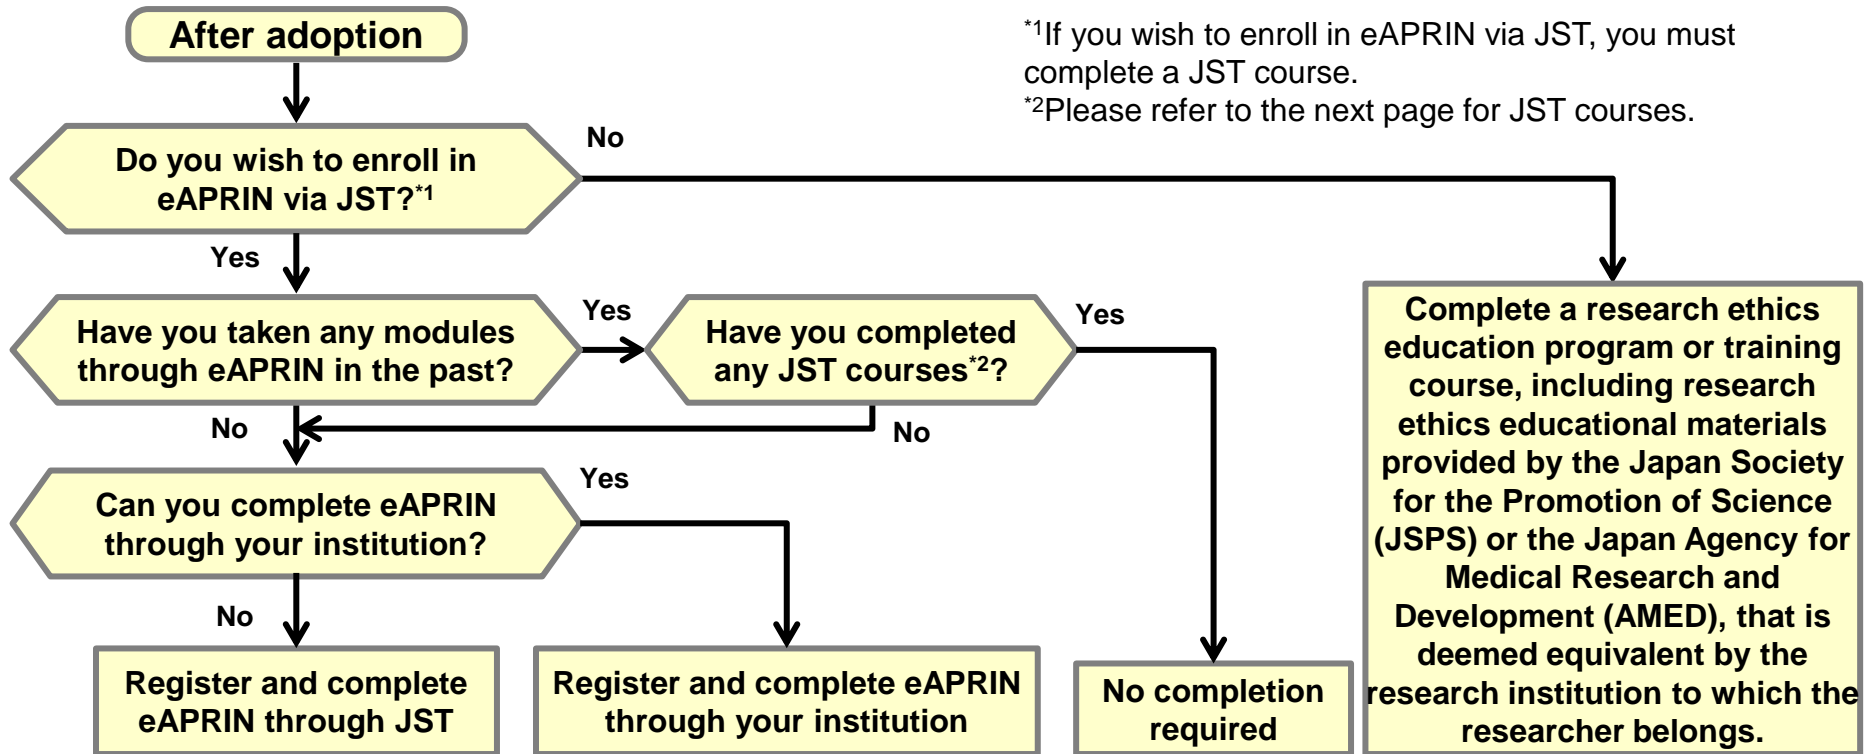 After adoption
*1If you wish to enroll in eAPRIN via JST, you must
complete a JST course.
*2Please refer to the next page for JST courses.
Do you wish to enroll in
eAPRIN via JST?*1
No
Yes
Have you taken any modules
through eAPRIN in the past?
Yes
Have you completed
any JST courses*2?
Yes
No
No
Can you complete eAPRIN
through your institution?
Yes
No
Register and complete
eAPRIN through JST
Register and complete eAPRIN
through your institution
No completion
required
Complete a research ethics
education program or training
course, including research
ethics educational materials
provided by the Japan Society
for the Promotion of Science
(JSPS) or the Japan Agency for
Medical Research and
Development (AMED), that is
deemed equivalent by the
research institution to which the
researcher belongs.